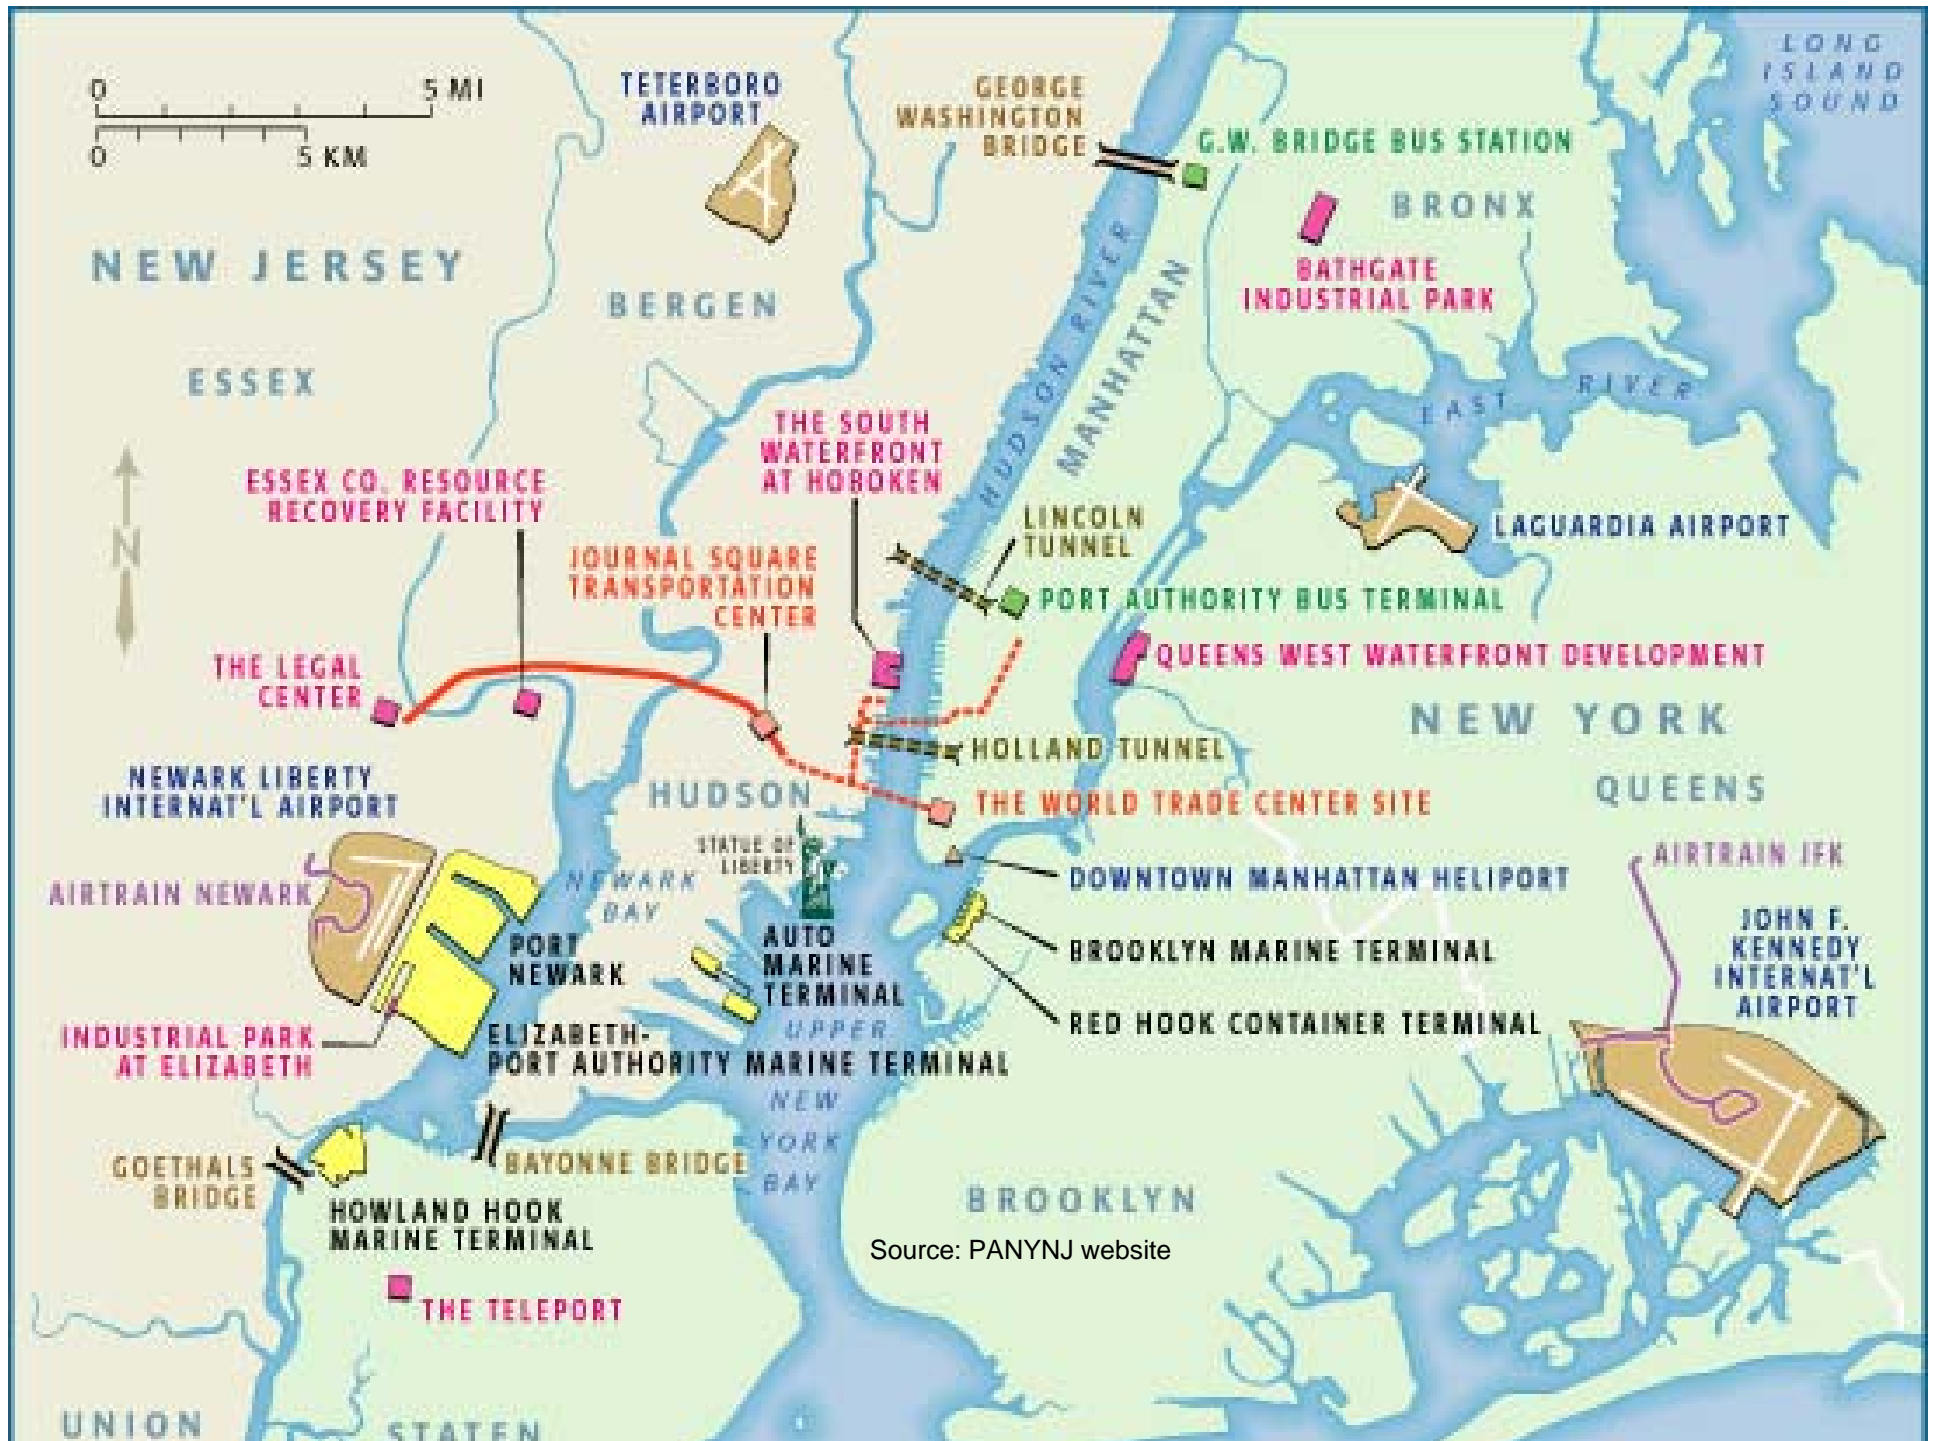 LONG
ISLAND
SOUND
0
5 MI
0
5 KM
TETERBORO
AIRPORT
GEORGE
WASHINGTON
BRIDGE
G.W. BRIDGE BUS STATION
BRONX
BATHGATE
INDUSTRIAL PARK
NEW JERSEY
BERGEN
ESSEX
HUDSON RIVER
MANHATTAN
EAST RIVER
THE SOUTH
WATERFRONT
AT HOBOKEN
ESSEX CO. RESOURCE
RECOVERY FACILITY
N
LINCOLN
TUNNEL
LAGUARDIA AIRPORT
JOURNAL SQUARE
TRANSPORTATION
CENTER
PORT AUTHORITY BUS TERMINAL
THE LEGAL
CENTER
QUEENS WEST WATERFRONT DEVELOPMENT
NEW YORK
HOLLAND TUNNEL
NEWARK LIBERTY
INTERNAT'L AIRPORT
HUDSON
QUEENS
THE WORLD TRADE CENTER SITE
STATUE OF
LIBERTY
AIRTRAIN JFK
DOWNTOWN MANHATTAN HELIPORT
AIRTRAIN NEWARK
NEWARK
BAY
JOHN F.
KENNEDY
INTERNAT'L
AIRPORT
PORT
NEWARK
AUTO
MARINE
TERMINAL
BROOKLYN MARINE TERMINAL
RED HOOK CONTAINER TERMINAL
INDUSTRIAL PARK
AT ELIZABETH
ELIZABETH-
PORT AUTHORITY MARINE TERMINAL
UPPER
NEW
YORK
BAY
GOETHALS
BRIDGE
BAYONNE BRIDGE
HOWLAND HOOK
MARINE TERMINAL
BROOKLYN
Source: PANYNJ website
THE TELEPORT
UNION
STATEN